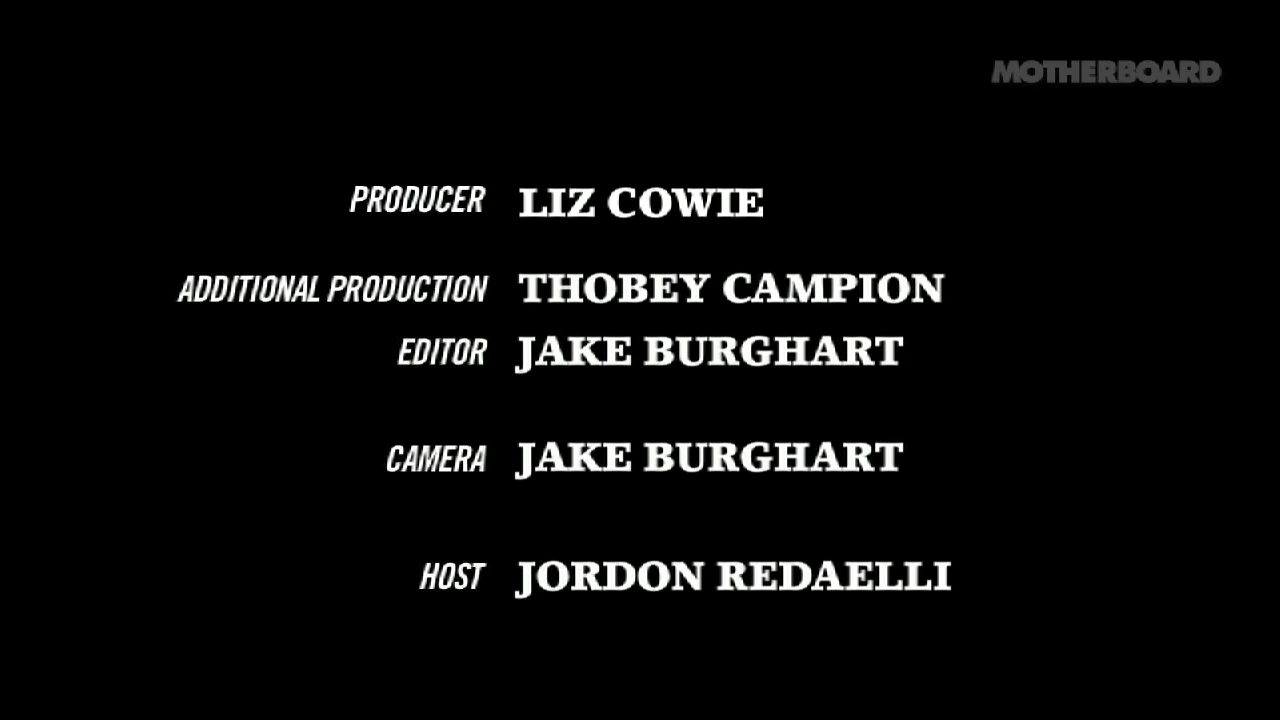 MOTHERBOARD
PRODUCER LIZ COWIE
ADDITIONAL PRODUCTION THOBEY CAMPION
EDITOR JAKE BURGHART
CAMERA JAKE BURGHART
HOST JORDON REDAELLI